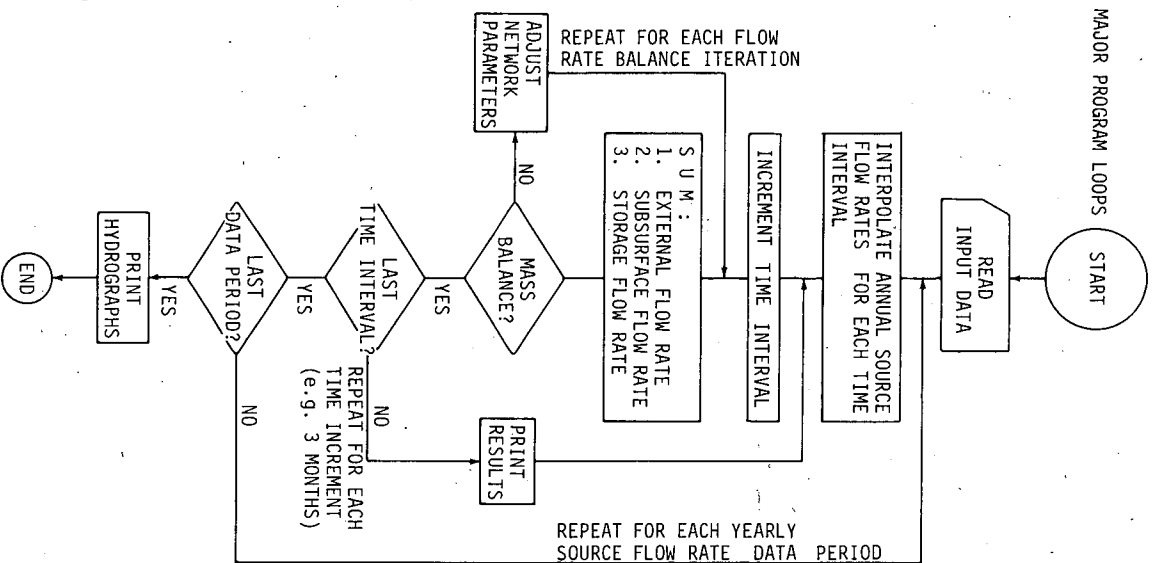 MAJOR PROGRAM LOOPS
START
READ
INPUT DATA
INTERPOLATE ANNUAL SOURCE
FLOW RATES FOR EACH TIME
INTERVAL
INCREMENT TIME INTERVAL
S U M :
1. EXTERNAL FLOW RATE
2. SUBSURFACE FLOW RATE
3. STORAGE FLOW RATE
MASS
BALANCE?
NO
ADJUST
NETWORK
PARAMETERS
REPEAT FOR EACH FLOW
RATE BALANCE ITERATION
YES
LAST
TIME INTERVAL?
NO
REPEAT FOR EACH
TIME INCREMENT
(e.g. 3 MONTHS)
PRINT
RESULTS
YES
LAST
DATA PERIOD?
NO
REPEAT FOR EACH YEARLY
SOURCE FLOW RATE DATA PERIOD
YES
PRINT
HYDROGRAPHS
END